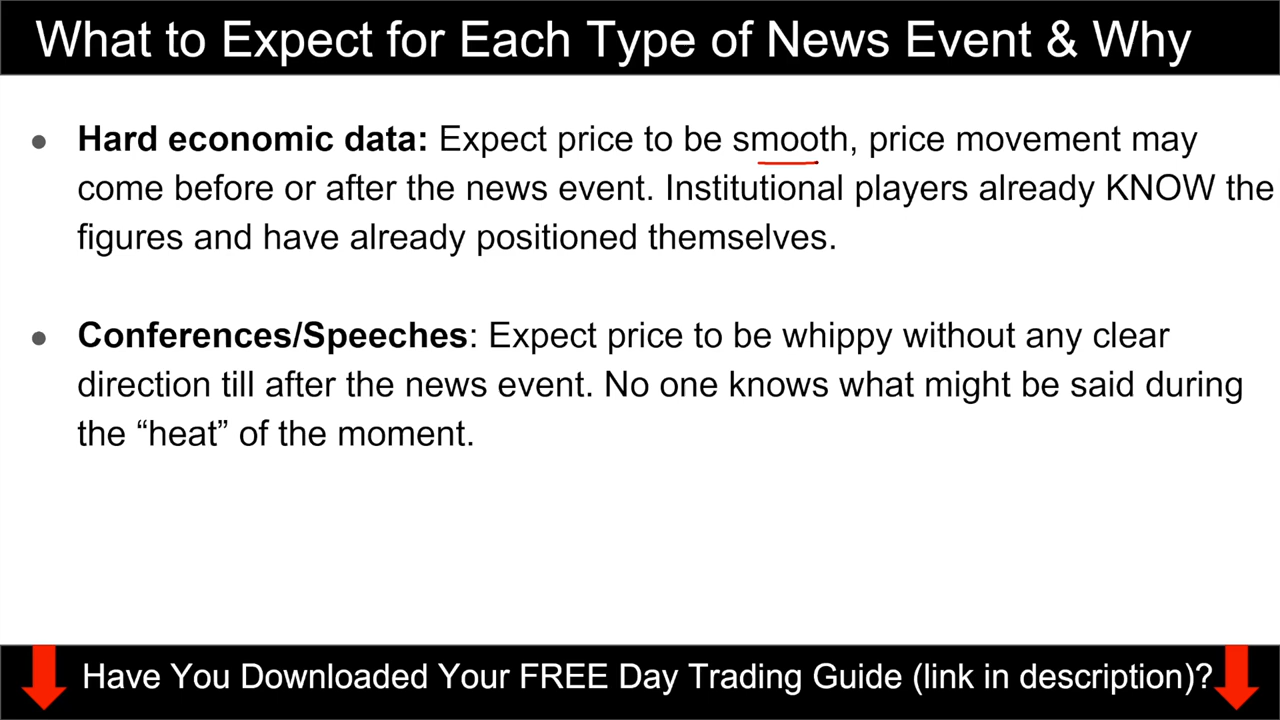 What to Expect for Each Type of News Event & Why
• Hard economic data: Expect price to be smooth, price movement may
come before or after the news event. Institutional players already KNOW the
figures and have already positioned themselves.
• Conferences/Speeches: Expect price to be whippy without any clear
direction till after the news event. No one knows what might be said during
the “heat” of the moment.
Have You Downloaded Your FREE Day Trading Guide (link in description)?